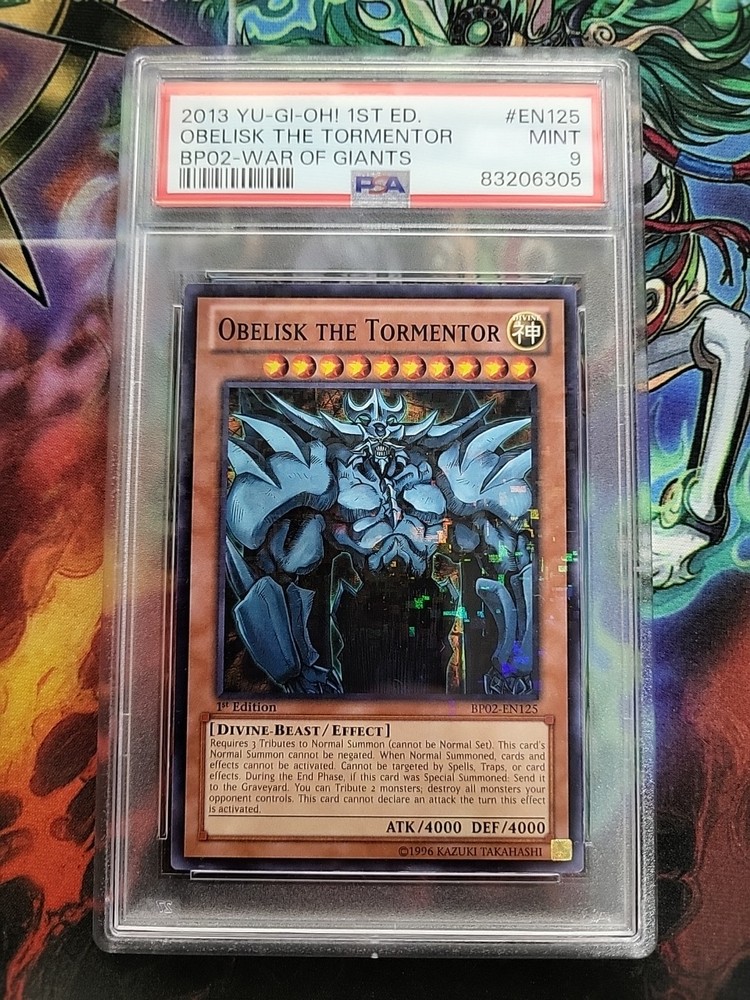 2013 YU-GI-OH! 1ST ED. #EN125
OBELISK THE TORMENTOR MINT
BP02-WAR OF GIANTS 9
PSA 83206305
OBELISK THE TORMENTOR
DIVINE
神
1st Edition BP02-EN125
[DIVINE-BEAST/EFFECT]
Requires 3 Tributes to Normal Summon (cannot be Normal Set). This card's
Normal Summon cannot be negated. When Normal Summoned, cards and
effects cannot be activated. Cannot be targeted by Spells, Traps, or card
effects. During the End Phase, if this card was Special Summoned: Send it
to the Graveyard. You can Tribute 2 monsters; destroy all monsters your
opponent controls. This card cannot declare an attack the turn this effect
is activated.
ATK/4000 DEF/4000
©1996 KAZUKI TAKAHASHI